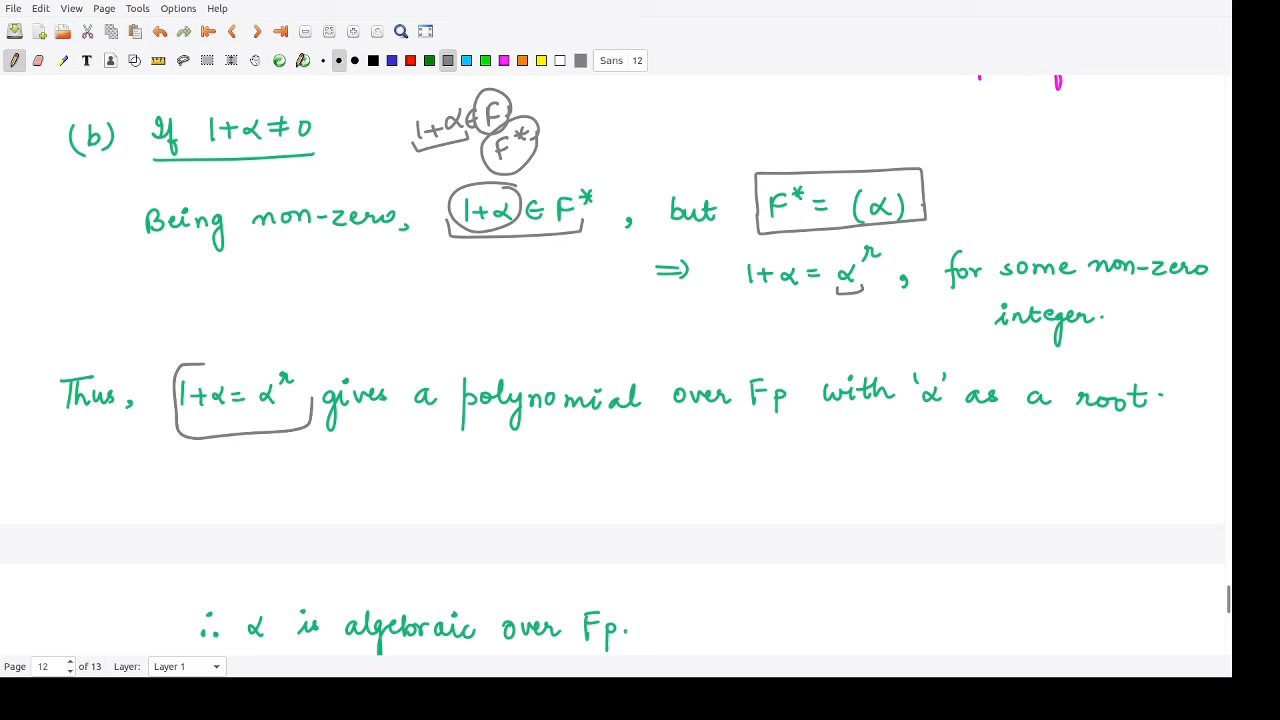 File Edit View Page Tools Options Help
T Sans 12
(b) If 1+α≠0 1+α∈F
F*
Being non-zero, 1+α ∈ F*, but F* = (α)
⇒ 1+α = α^r, for some non-zero
integer.
Thus, 1+α = α^r gives a polynomial over Fp with 'α' as a root.
∴ α is algebraic over Fp.
Page 12 of 13 Layer: Layer 1